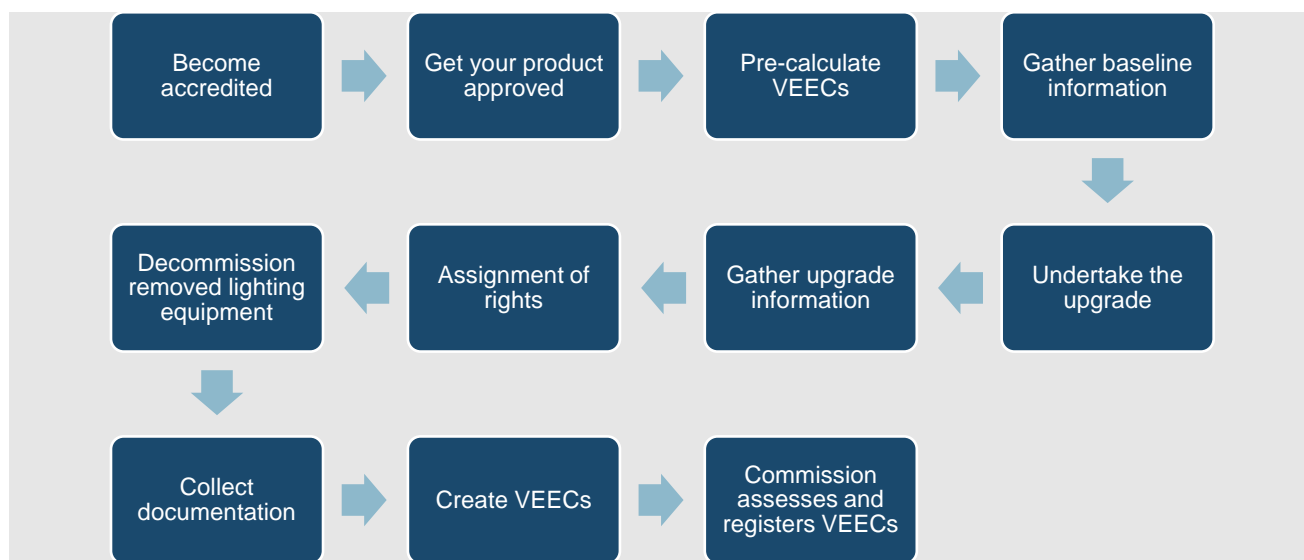 Become
accredited
Get your product
approved
Pre-calculate
VEECs
Gather baseline
information
Undertake the
upgrade
Gather upgrade
information
Assignment of
rights
Decommission
removed lighting
equipment
Collect
documentation
Create VEECs
Commission
assesses and
registers VEECs